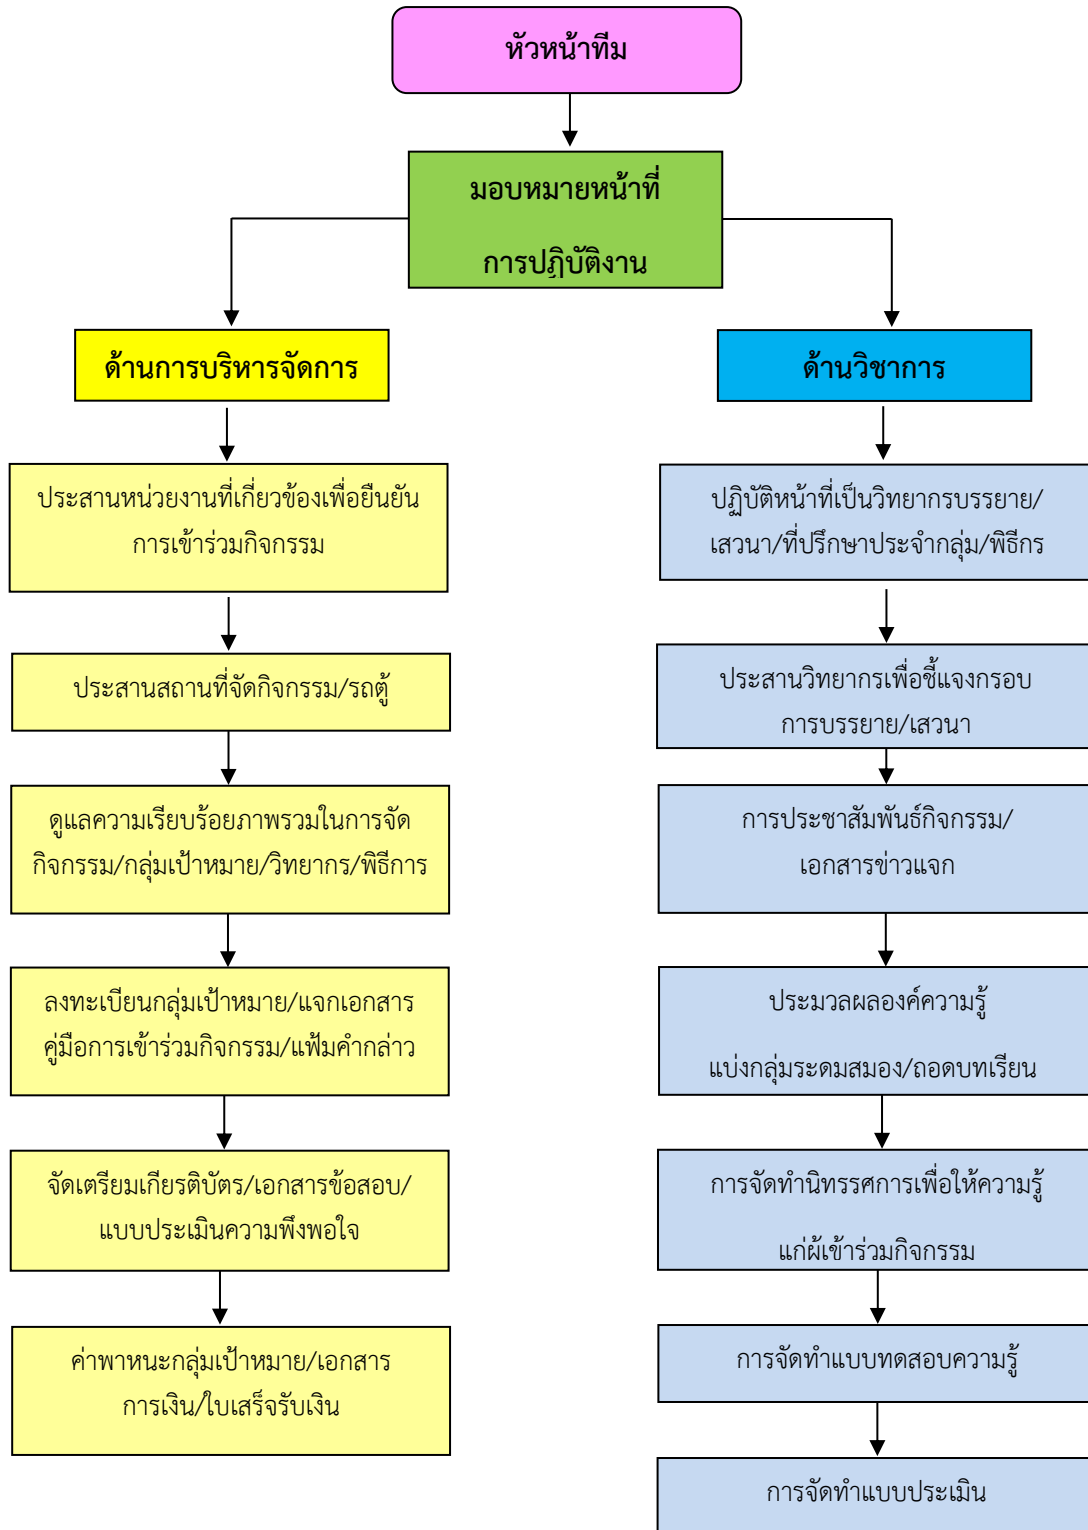 หัวหน้าทีม
มอบหมายหน้าที่
การปฏิบัติงาน
ด้านการบริหารจัดการ
ประสานหน่วยงานที่เกี่ยวข้องเพื่อยืนยัน
การเข้าร่วมกิจกรรม
ประสานสถานที่จัดกิจกรรม/รถตู้
ดูแลความเรียบร้อยภาพรวมในการจัด
กิจกรรม/กลุ่มเป้าหมาย/วิทยากร/พิธีการ
ลงทะเบียนกลุ่มเป้าหมาย/แจกเอกสาร
คู่มือการเข้าร่วมกิจกรรม/แฟ้มคำกล่าว
จัดเตรียมเกียรติบัตร/เอกสารข้อสอบ/
แบบประเมินความพึงพอใจ
ค่าพาหนะกลุ่มเป้าหมาย/เอกสาร
การเงิน/ใบเสร็จรับเงิน
ด้านวิชาการ
ปฏิบัติหน้าที่เป็นวิทยากรบรรยาย/
เสวนา/ที่ปรึกษาประจำกลุ่ม/พิธีกร
ประสานวิทยากรเพื่อชี้แจงกรอบ
การบรรยาย/เสวนา
การประชาสัมพันธ์กิจกรรม/
เอกสารข่าวแจก
ประมวลผลองค์ความรู้
แบ่งกลุ่มระดมสมอง/ถอดบทเรียน
การจัดทำนิทรรศการเพื่อให้ความรู้
แก่ผู้เข้าร่วมกิจกรรม
การจัดทำแบบทดสอบความรู้
การจัดทำแบบประเมิน